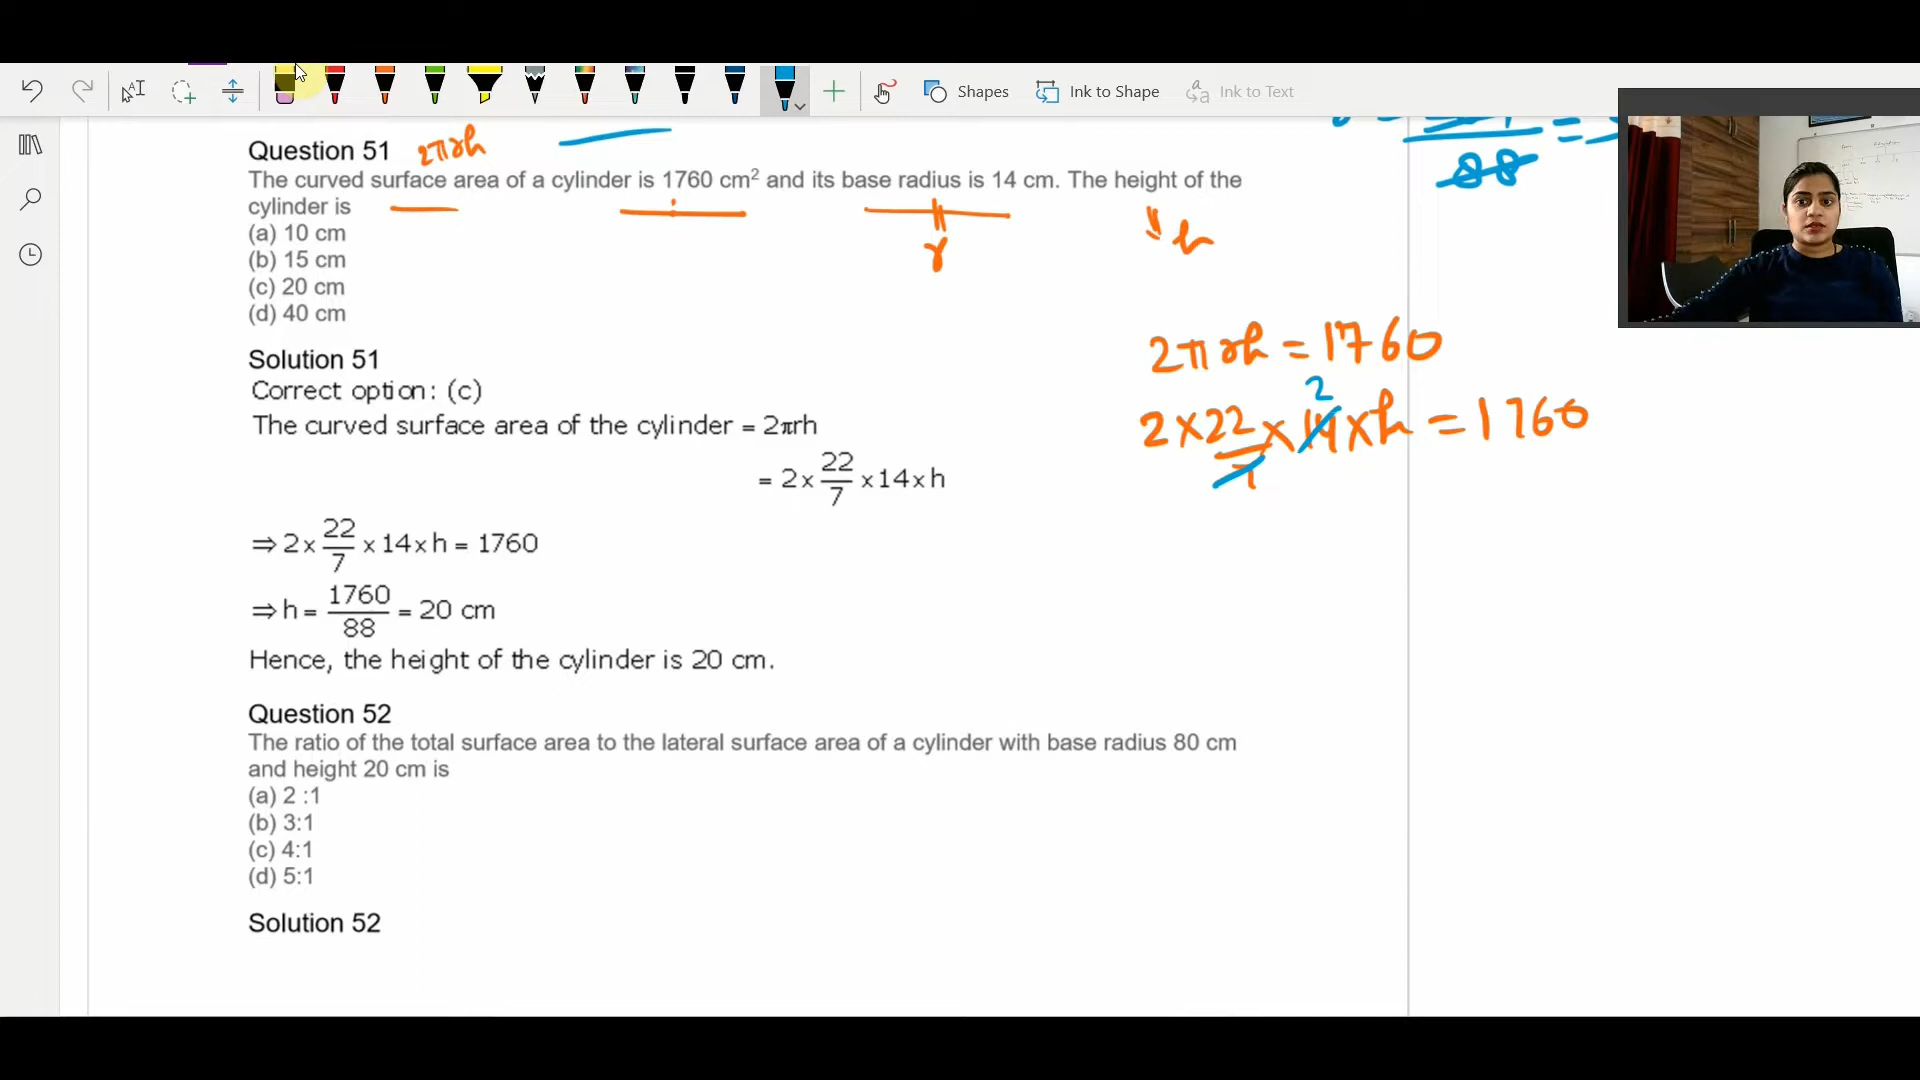 Shapes
Ink to Shape
Ink to Text
Question 51 2πrh
The curved surface area of a cylinder is 1760 cm² and its base radius is 14 cm. The height of the
cylinder is
r
h
(a) 10 cm
(b) 15 cm
(c) 20 cm
(d) 40 cm
Solution 51
Correct option: (c)
The curved surface area of the cylinder = 2πrh
= 2 × 22/7 × 14 × h
⇒ 2 × 22/7 × 14 × h = 1760
⇒ h = 1760/88 = 20 cm
Hence, the height of the cylinder is 20 cm.
2πrh = 1760
2
2 × 22/7 × 14 × h = 1760
88
Question 52
The ratio of the total surface area to the lateral surface area of a cylinder with base radius 80 cm
and height 20 cm is
(a) 2 :1
(b) 3:1
(c) 4:1
(d) 5:1
Solution 52